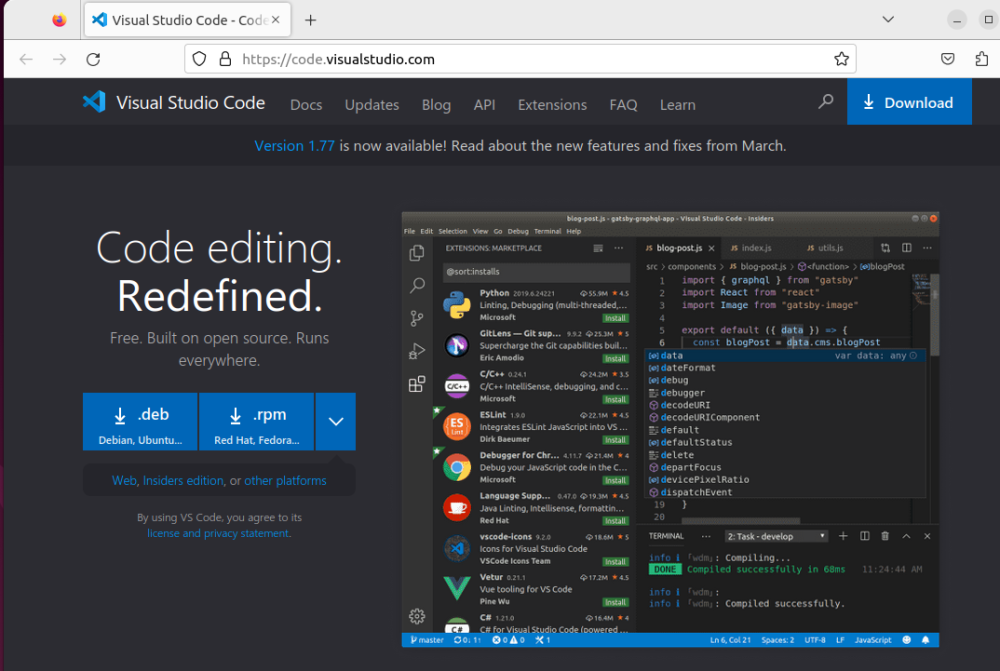 Visual Studio Code - Code
https://code.visualstudio.com
Visual Studio Code Docs Updates Blog API Extensions FAQ Learn Download
Version 1.77 is now available! Read about the new features and fixes from March.
Code editing.
Redefined.
Free. Built on open source. Runs
everywhere.
.deb
Debian, Ubuntu...
.rpm
Red Hat, Fedora...
Web, Insiders edition, or other platforms
By using VS Code, you agree to its
license and privacy statement.
blog-post.js - gatsby-graphql-app - Visual Studio Code - Insiders
File Edit Selection View Go Debug Terminal Help
EXTENSIONS: MARKETPLACE
@sort:installs
Python 2019.6.24221 55.9M 4.5
Linting, Debugging (multi-threaded,...
Microsoft Install
GitLens — Git sup... 9.9.2 25.3M 5
Supercharge the Git capabilities buil...
Eric Amodio Install
C/C++ 0.24.1 24.2M 3.5
C/C++ IntelliSense, debugging, and c...
Microsoft Install
ESLint 1.9.0 22.1M 4.5
Integrates ESLint JavaScript into VS ...
Dirk Baeumer Install
Debugger for Chr... 4.11.7 21.4M 4
Debug your JavaScript code in the C...
Microsoft Install
Language Supp... 0.47.0 19.3M 4.5
Java Linting, Intellisense, formattin...
Red Hat Install
vscode-icons 9.2.0 18.6M 5
Icons for Visual Studio Code
VSCode Icons Team Install
Vetur 0.21.1 17.2M 4.5
Vue tooling for VS Code
Pine Wu Install
C# 1.21.0 16.4M 4
C# for Visual Studio Code (powered ...
blog-post.js index.js utils.js
src > components > JS blog-post.js > <function> > blogPost
1 import { graphql } from "gatsby"
2 import React from "react"
3 import Image from "gatsby-image"
4
5 export default ({ data }) => {
6 const blogPost = data.cms.blogPost
data var data: any
dateFormat
debug
debugger
decodeURI
decodeURIComponent
default
defaultStatus
delete
departFocus
devicePixelRatio
dispatchEvent
19 }
20
TERMINAL ... 2: Task - develop
info i 「wdm」: Compiling...
DONE Compiled successfully in 68ms 11:24:44 AM
info i 「wdm」:
info i 「wdm」: Compiled successfully.
master 0 0 1 Ln 6, Col 21 Spaces: 2 UTF-8 LF JavaScript